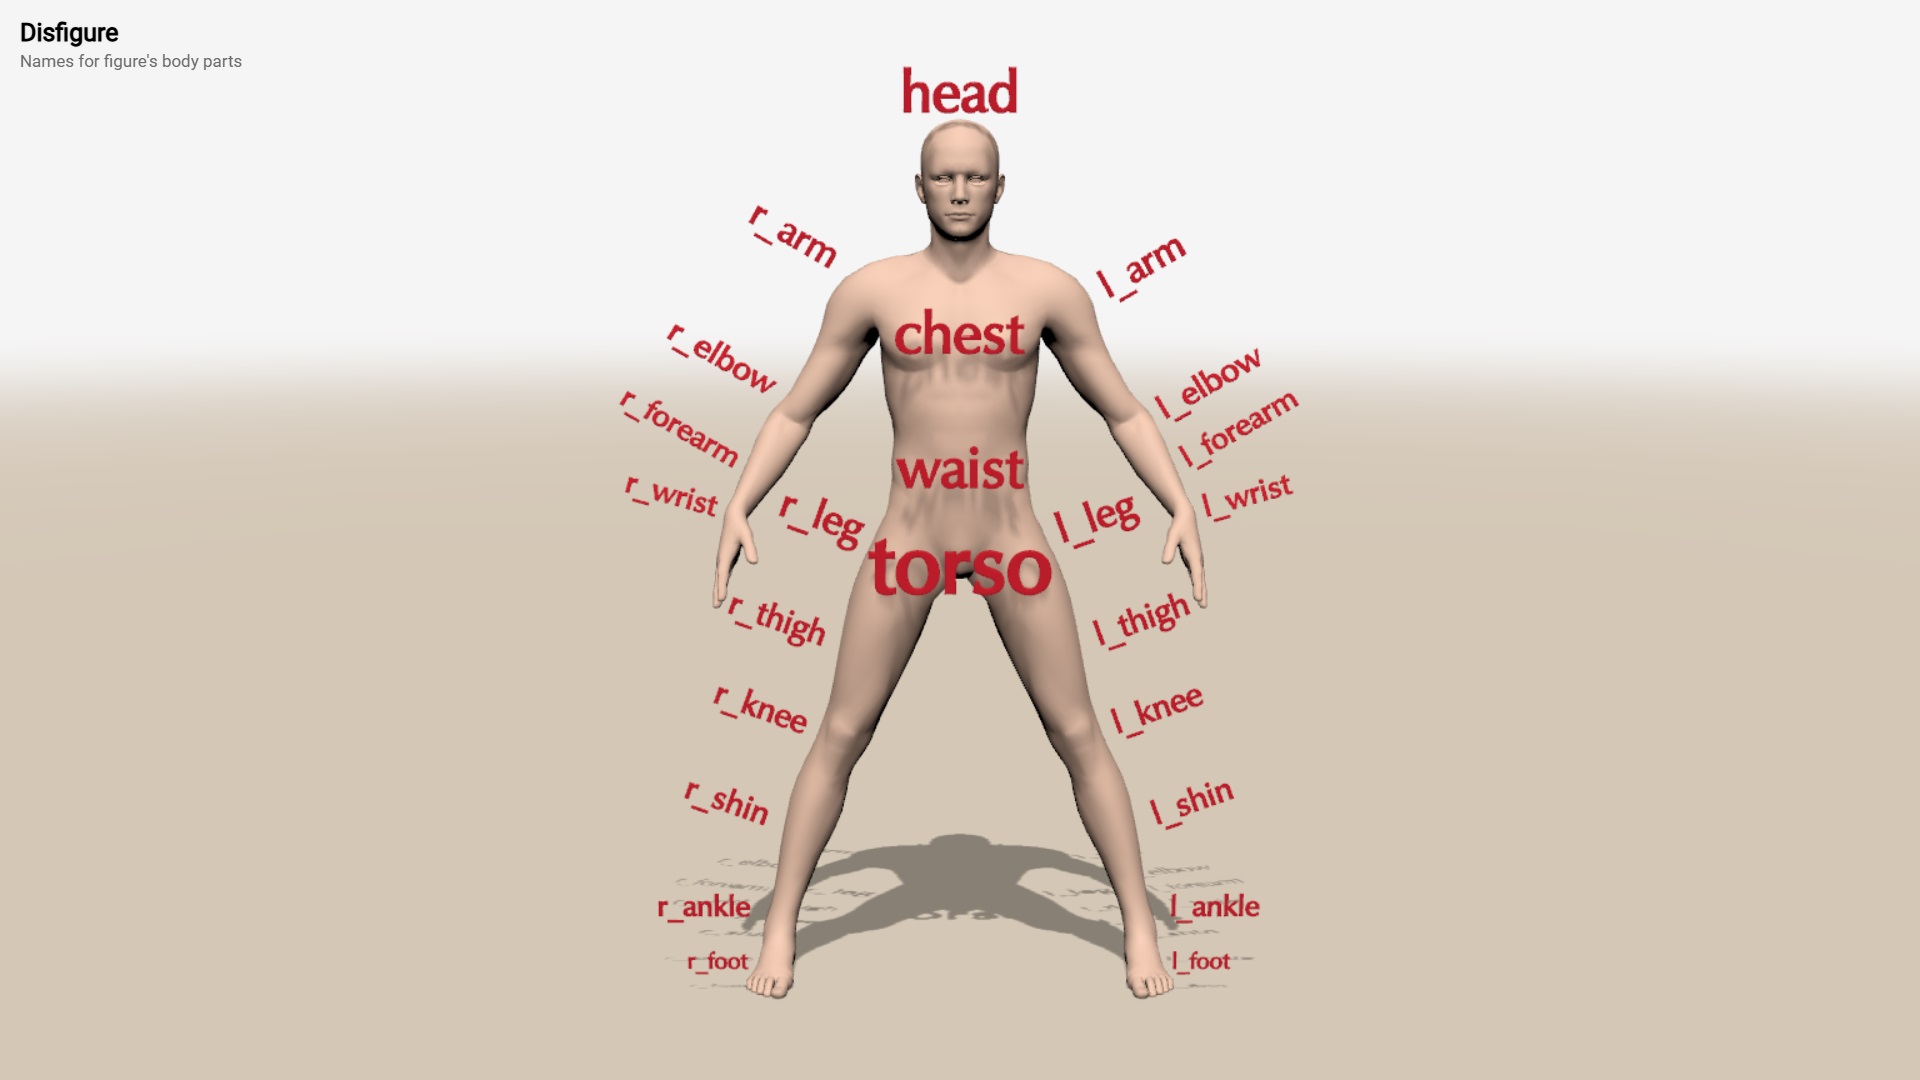 Disfigure
Names for figure's body parts
head
r_arm
l_arm
chest
r_elbow
l_elbow
r_forearm
l_forearm
waist
r_wrist
l_wrist
r_leg
l_leg
torso
r_thigh
l_thigh
r_knee
l_knee
r_shin
l_shin
r_ankle
l_ankle
r_foot
l_foot